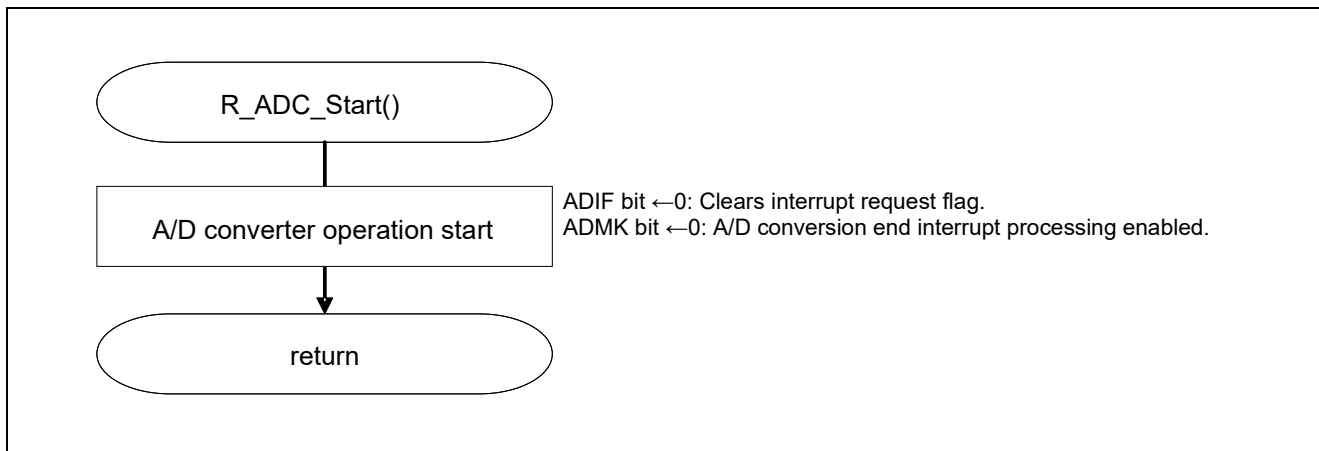 R_ADC_Start()
A/D converter operation start
ADIF bit ←0: Clears interrupt request flag.
ADMK bit ←0: A/D conversion end interrupt processing enabled.
return